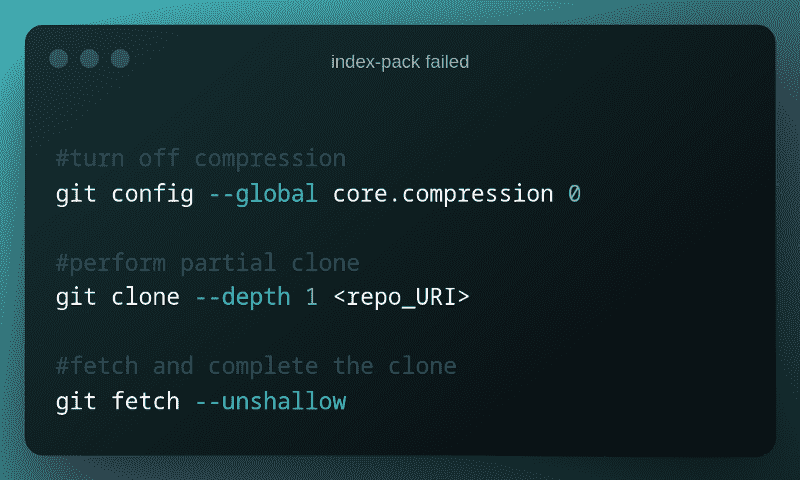 index-pack failed
#turn off compression
git config --global core.compression 0
#perform partial clone
git clone --depth 1 <repo_URI>
#fetch and complete the clone
git fetch --unshallow